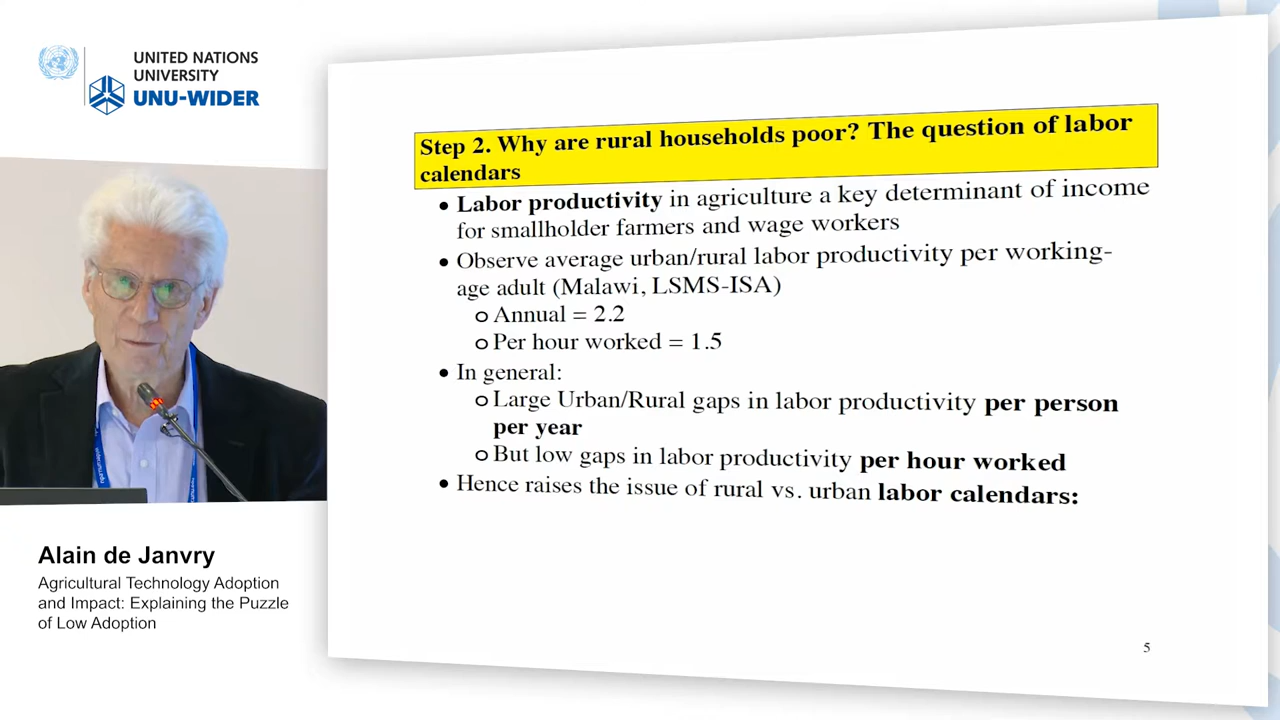 UNITED NATIONS
UNIVERSITY
UNU-WIDER
Step 2. Why are rural households poor? The question of labor
calendars
• Labor productivity in agriculture a key determinant of income
for smallholder farmers and wage workers
• Observe average urban/rural labor productivity per working-
age adult (Malawi, LSMS-ISA)
o Annual = 2.2
o Per hour worked = 1.5
• In general:
o Large Urban/Rural gaps in labor productivity per person
per year
o But low gaps in labor productivity per hour worked
• Hence raises the issue of rural vs. urban labor calendars:
5
Alain de Janvry
Agricultural Technology Adoption
and Impact: Explaining the Puzzle
of Low Adoption